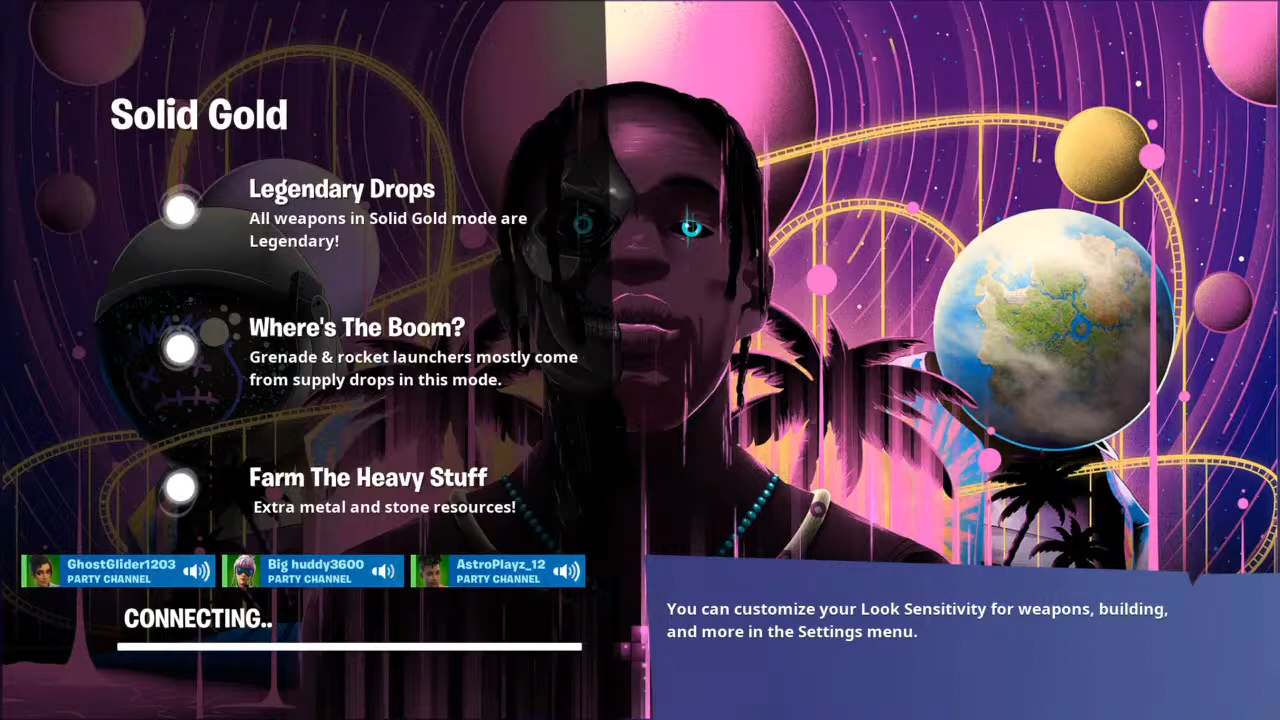 Solid Gold
Legendary Drops
All weapons in Solid Gold mode are
Legendary!
Where's The Boom?
Grenade & rocket launchers mostly come
from supply drops in this mode.
Farm The Heavy Stuff
Extra metal and stone resources!
GhostGlider1203
PARTY CHANNEL
Big huddy3600
PARTY CHANNEL
AstroPlayz_12
PARTY CHANNEL
CONNECTING..
You can customize your Look Sensitivity for weapons, building,
and more in the Settings menu.